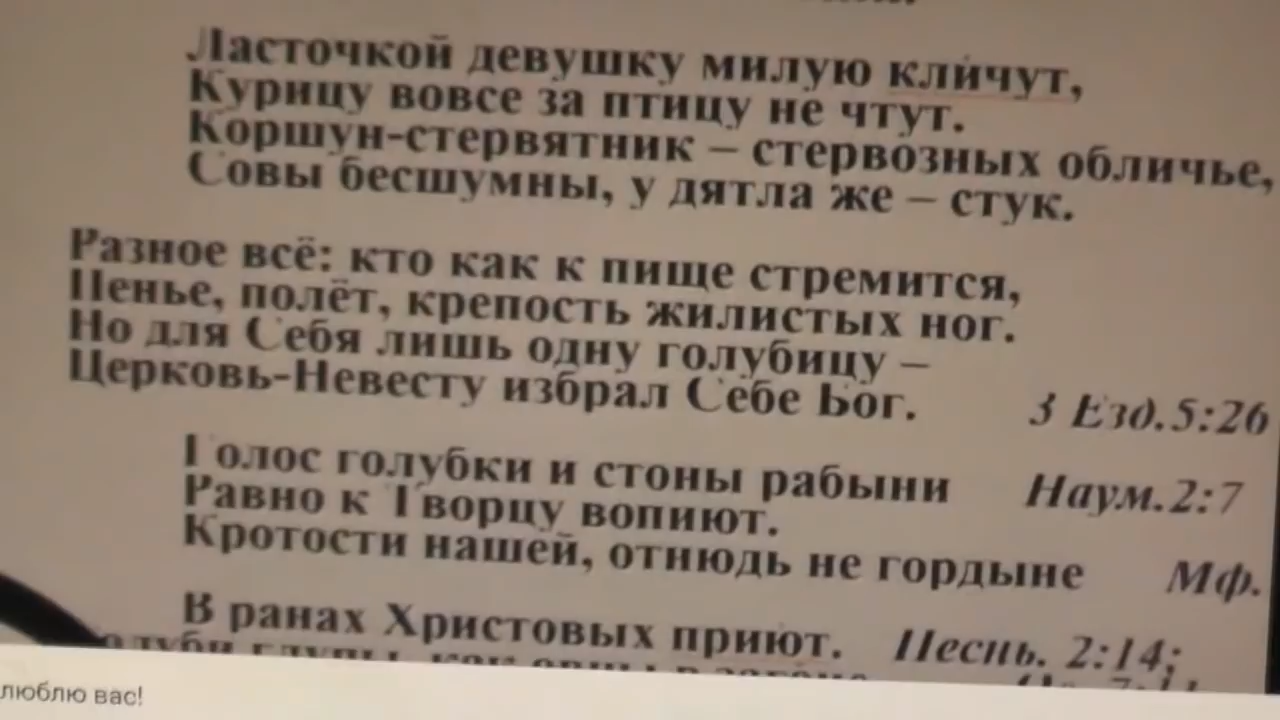 Ласточкой девушку милую кли́чут,
Курицу вовсе за птицу не чтут.
Коршун-стервятник – стервозных обличье,
Совы бесшумны, у дятла же – стук.
Разное всё: кто как к пище стремится,
Пенье, полёт, крепость жилистых ног.
Но для Себя лишь одну голубицу –
Церковь-Невесту избрал Себе Бог. 3 Езд.5:26
Голос голубки и стоны рабыни Наум.2:7
Равно к Творцу вопиют.
Кротости нашей, отнюдь не гордыне Мф.
В ранах Христовых приют. Песнь. 2:14;
люблю вас!